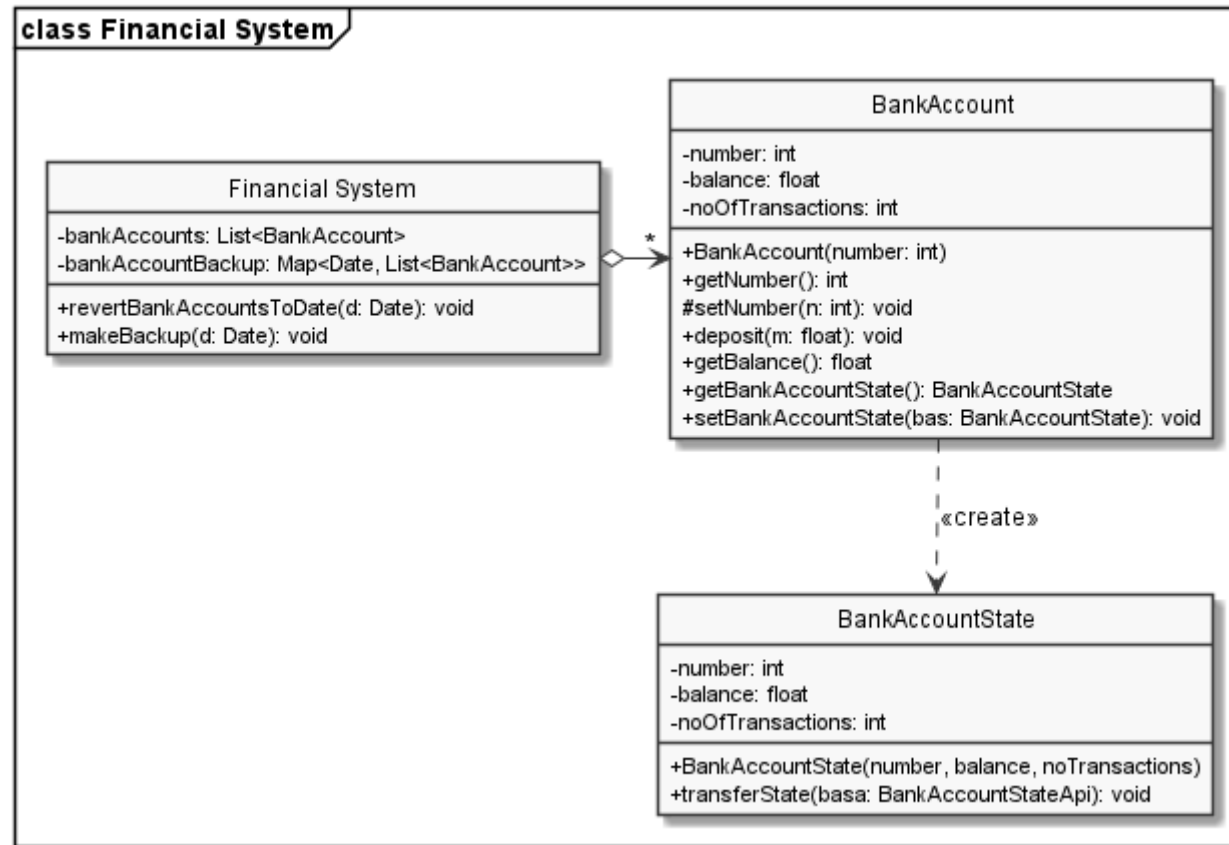 class Financial System
Financial System
-bankAccounts: List<BankAccount>
-bankAccountBackup: Map<Date, List<BankAccount>>
+revertBankAccountsToDate(d: Date): void
+makeBackup(d: Date): void
*
BankAccount
-number: int
-balance: float
-noOfTransactions: int
+BankAccount(number: int)
+getNumber(): int
#setNumber(n: int): void
+deposit(m: float): void
+getBalance(): float
+getBankAccountState(): BankAccountState
+setBankAccountState(bas: BankAccountState): void
«create»
BankAccountState
-number: int
-balance: float
-noOfTransactions: int
+BankAccountState(number, balance, noTransactions)
+transferState(basa: BankAccountStateApi): void